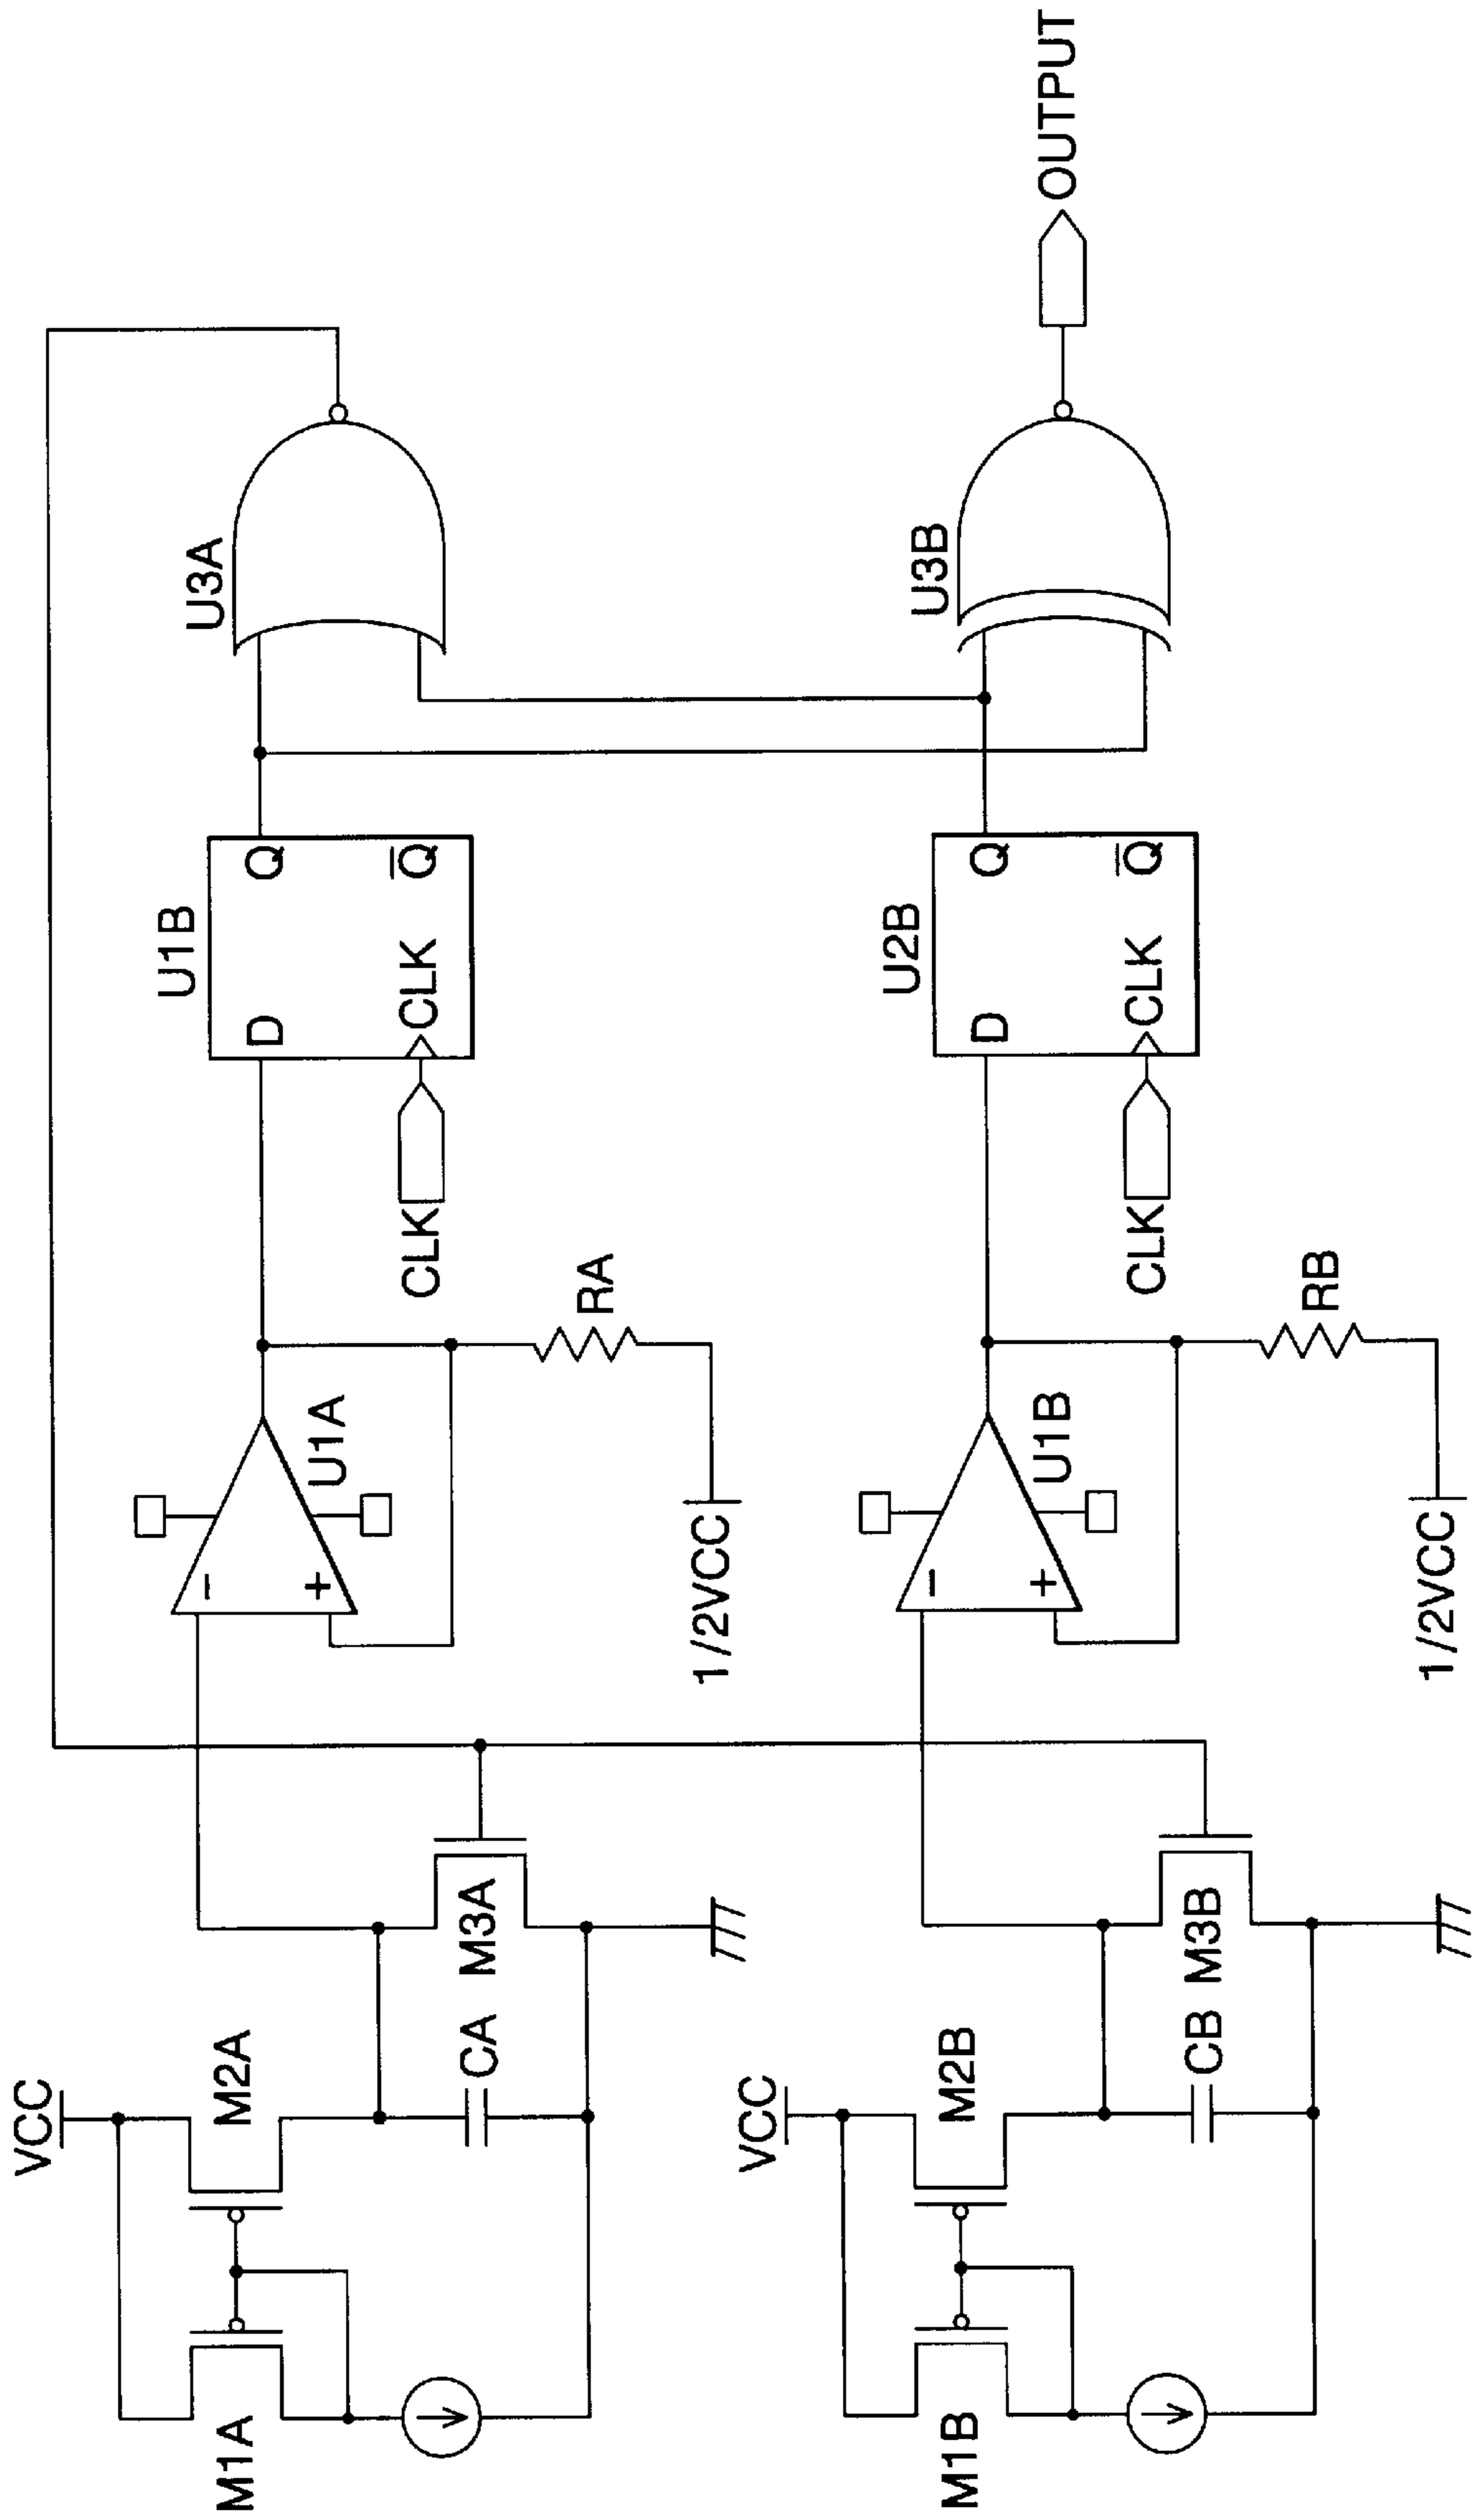 VCC
M1A
M2A
CA
M3A
-
+
U1A
1/2VCC
RA
CLK
U1B
D
CLK
Q
Q̅
U3A
VCC
M1B
M2B
CB
M3B
-
+
U1B
1/2VCC
RB
CLK
U2B
D
CLK
Q
Q̅
U3B
OUTPUT